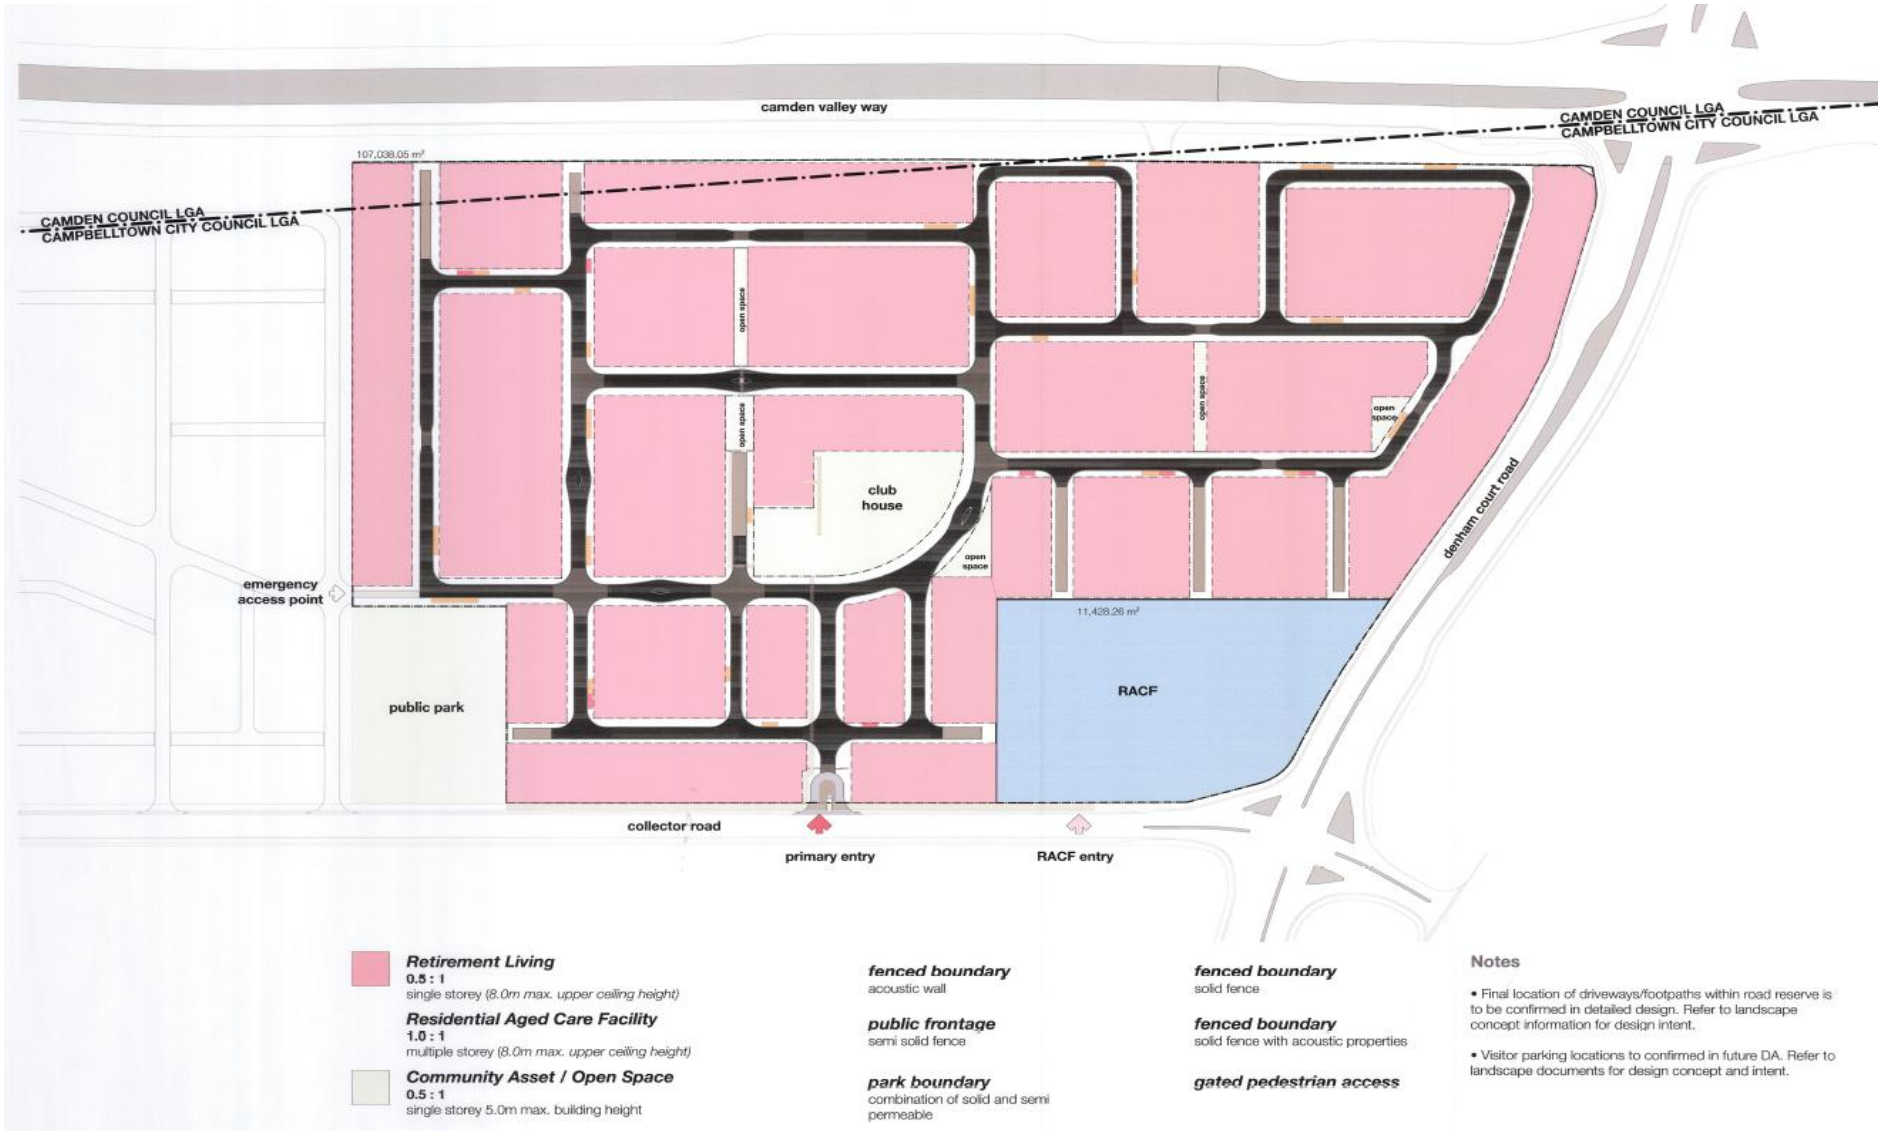 camden valley way
CAMDEN COUNCIL LGA
CAMPBELLTOWN CITY COUNCIL LGA
107,038.05 m²
CAMDEN COUNCIL LGA
CAMPBELLTOWN CITY COUNCIL LGA
open space
open space
open space
open
space
club
house
open
space
denham court road
emergency
access point
11,428.26 m²
RACF
public park
collector road
primary entry
RACF entry
Retirement Living
0.5 : 1
single storey (8.0m max. upper ceiling height)
Residential Aged Care Facility
1.0 : 1
multiple storey (8.0m max. upper ceiling height)
Community Asset / Open Space
0.5 : 1
single storey 5.0m max. building height
fenced boundary
acoustic wall
public frontage
semi solid fence
park boundary
combination of solid and semi
permeable
fenced boundary
solid fence
fenced boundary
solid fence with acoustic properties
gated pedestrian access
Notes
• Final location of driveways/footpaths within road reserve is
to be confirmed in detailed design. Refer to landscape
concept information for design intent.
• Visitor parking locations to confirmed in future DA. Refer to
landscape documents for design concept and intent.